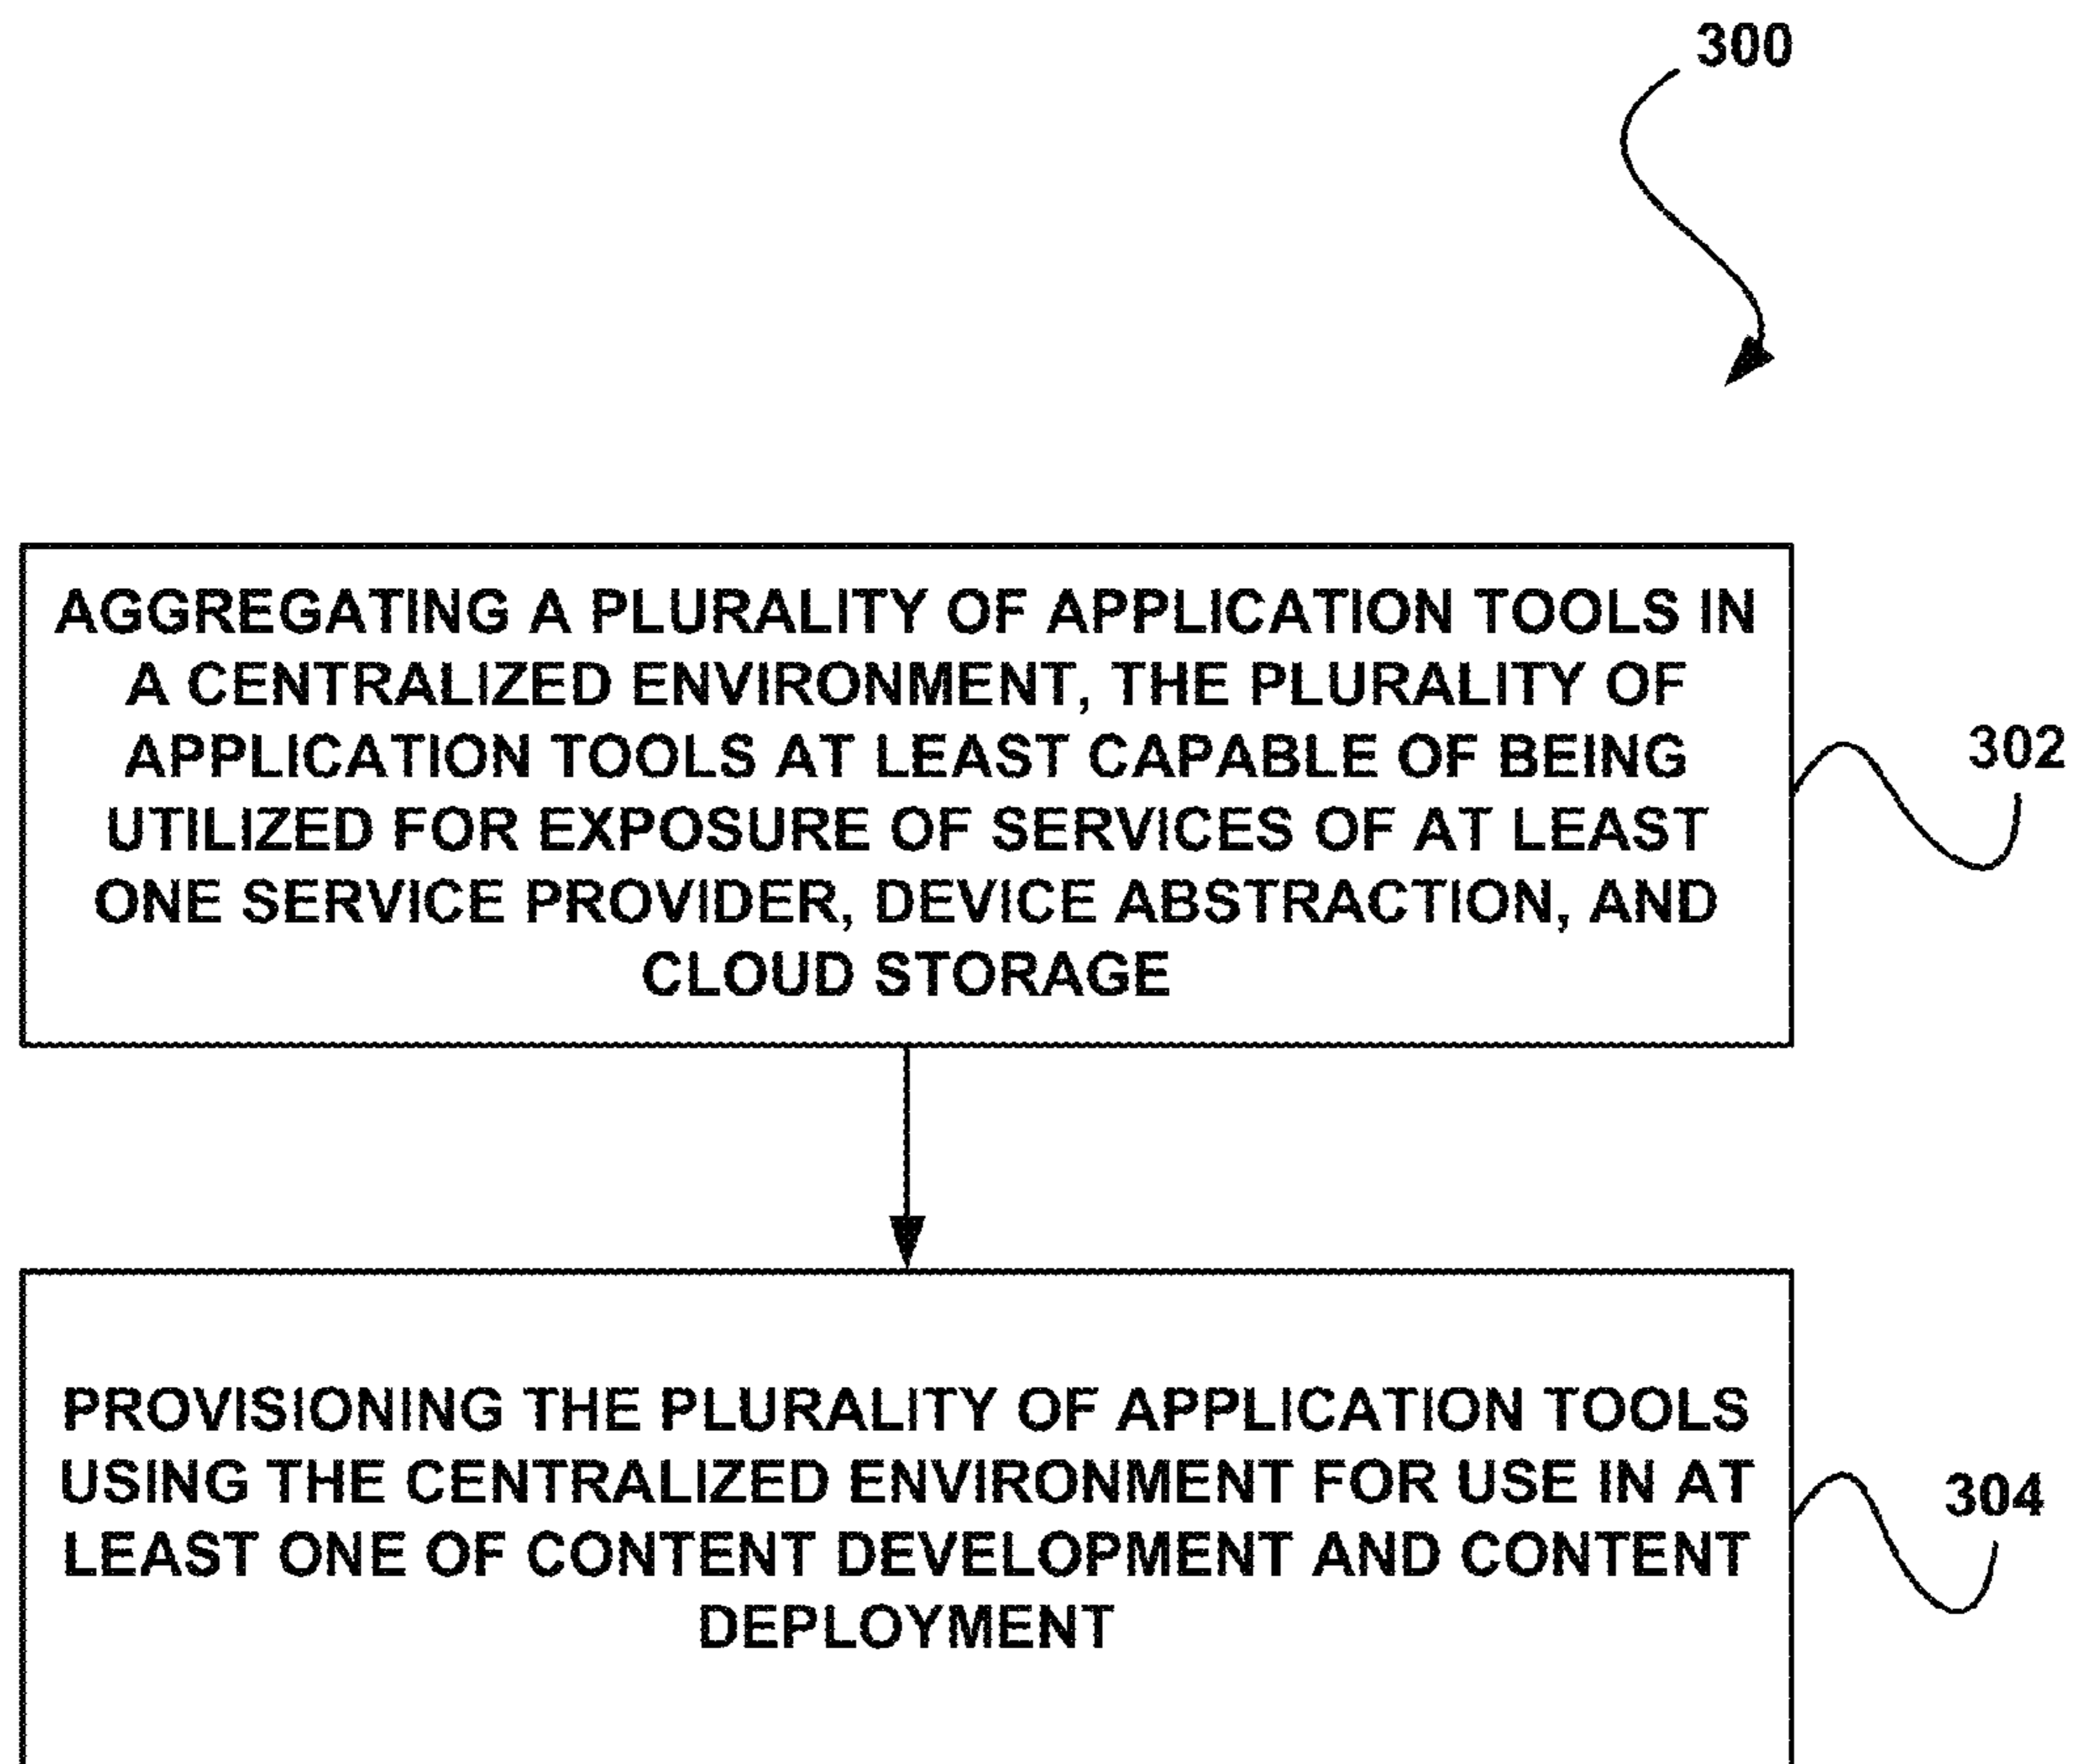 300
AGGREGATING A PLURALITY OF APPLICATION TOOLS IN
A CENTRALIZED ENVIRONMENT, THE PLURALITY OF
APPLICATION TOOLS AT LEAST CAPABLE OF BEING
UTILIZED FOR EXPOSURE OF SERVICES OF AT LEAST
ONE SERVICE PROVIDER, DEVICE ABSTRACTION, AND
CLOUD STORAGE
302
PROVISIONING THE PLURALITY OF APPLICATION TOOLS
USING THE CENTRALIZED ENVIRONMENT FOR USE IN AT
LEAST ONE OF CONTENT DEVELOPMENT AND CONTENT
DEPLOYMENT
304